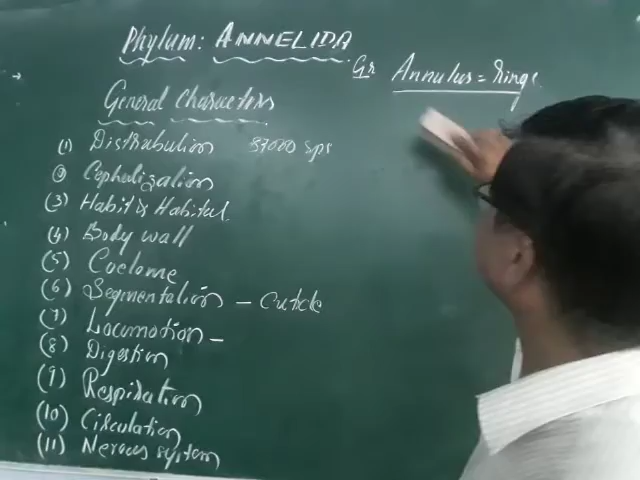 Phylum: ANNELIDA
Gr Annulus = rings
General Characters
(1) Distribution 87000 sps
(2) Cephalization
(3) Habit & Habitat
(4) Body wall
(5) Coelome
(6) Segmentation – Cuticle
(7) Locomotion –
(8) Digestion
(9) Respiration
(10) Circulation
(11) Nervous system